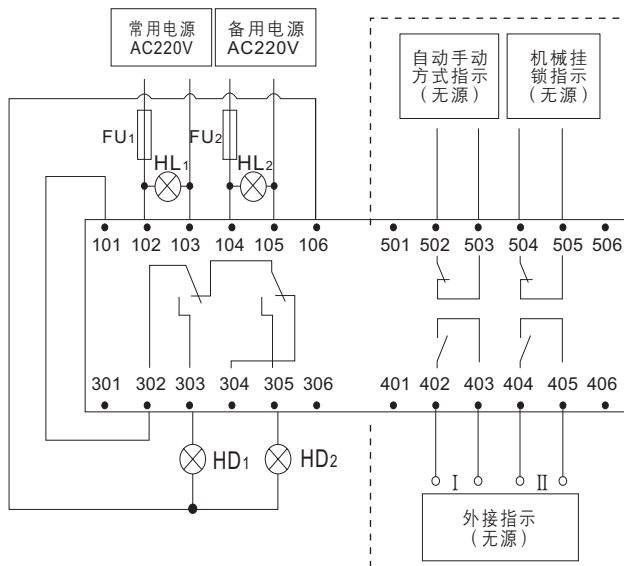 常用电源
AC220V
备用电源
AC220V
自动手动
方式指示
（无源）
机械挂
锁指示
（无源）
FU1
FU2
HL1
HL2
101 102 103 104 105 106
501 502 503 504 505 506
301 302 303 304 305 306
401 402 403 404 405 406
HD1
HD2
I
II
外接指示
（无源）